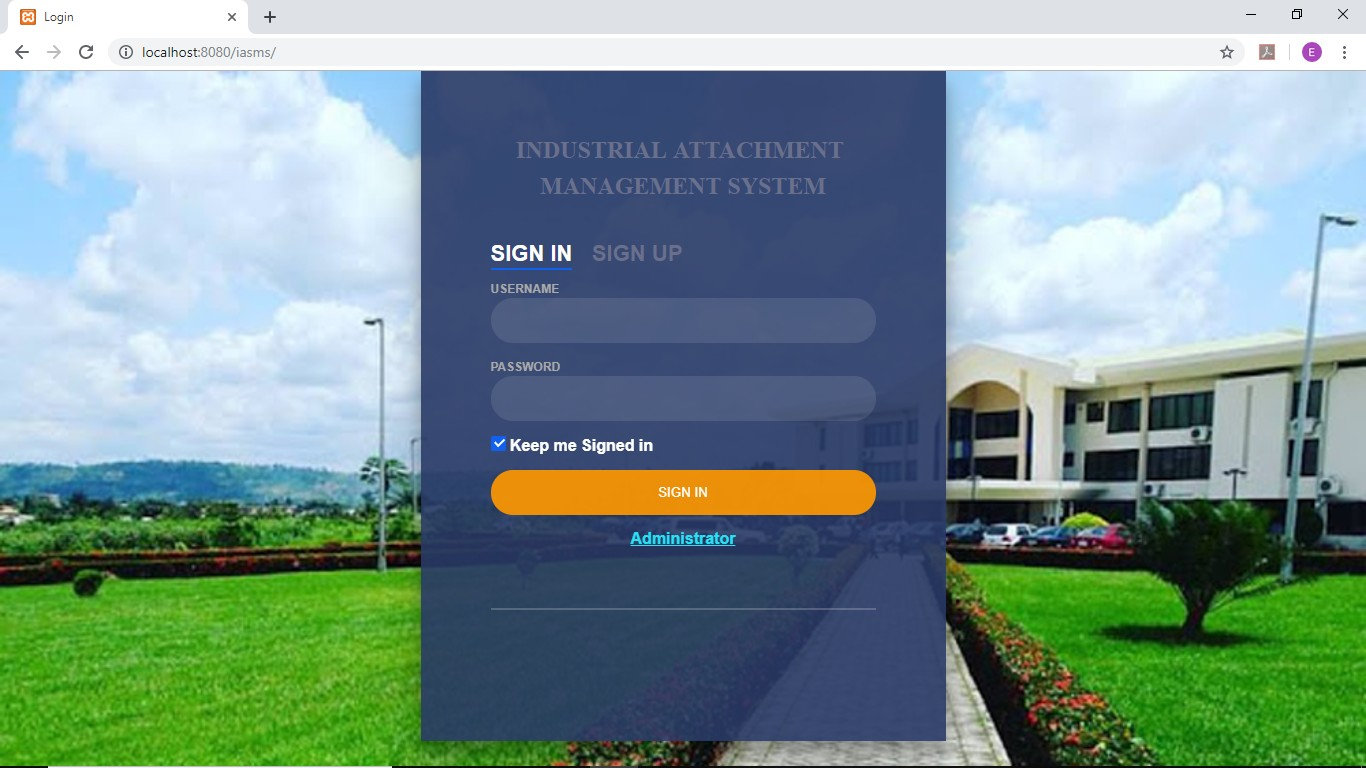 Login
localhost:8080/iasms/
E
INDUSTRIAL ATTACHMENT
MANAGEMENT SYSTEM
SIGN IN SIGN UP
USERNAME
PASSWORD
Keep me Signed in
SIGN IN
Administrator